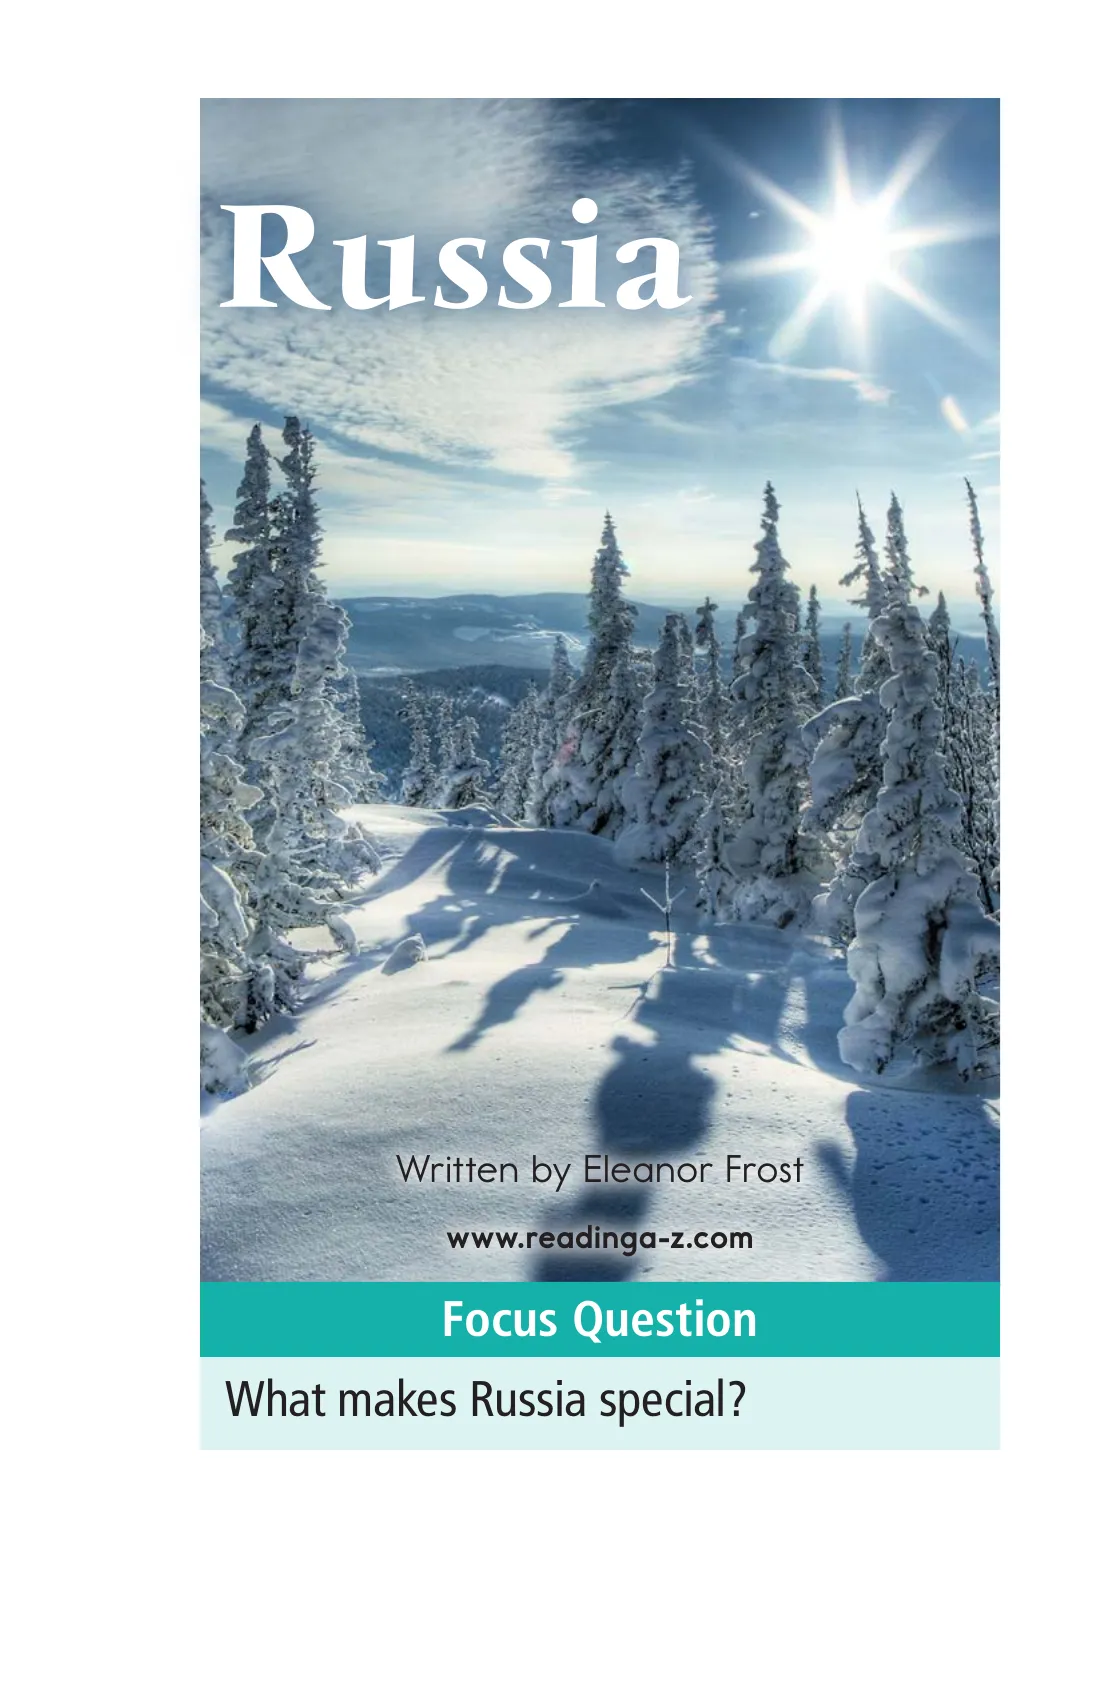 Russia
Written by Eleanor Frost
www.readinga-z.com
Focus Question
What makes Russia special?